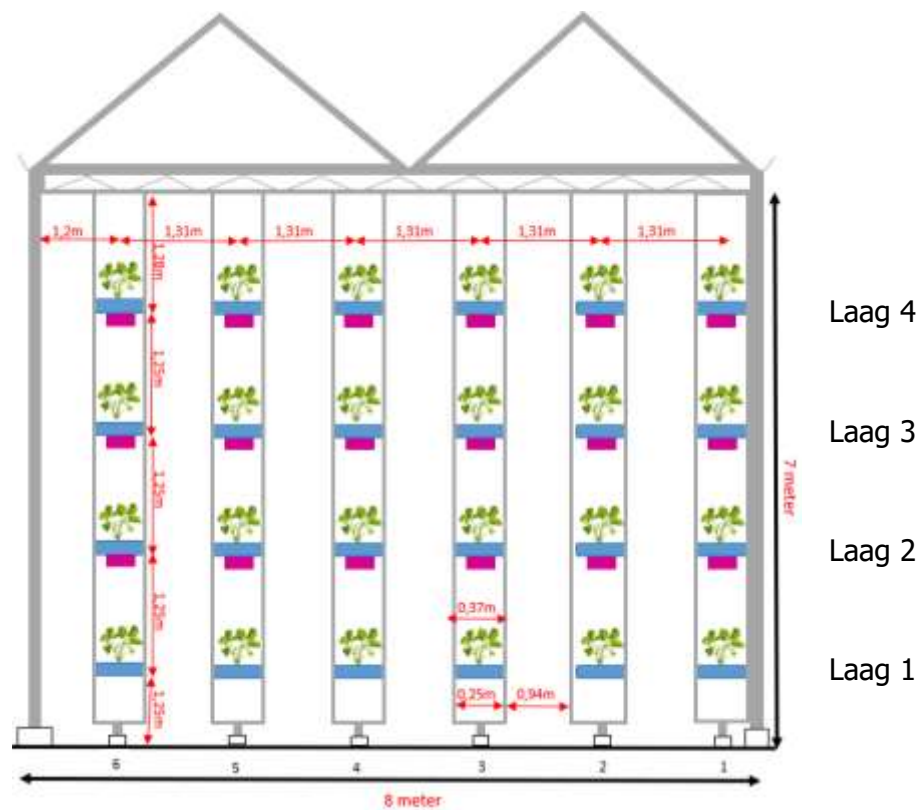 1,2m 1,31m 1,31m 1,31m 1,31m 1,31m
1,28m
Laag 4
1,25m
Laag 3
1,25m
Laag 2
7 meter
1,25m
0,37m
Laag 1
1,25m
0,25m 0,94m
6 5 4 3 2 1
8 meter